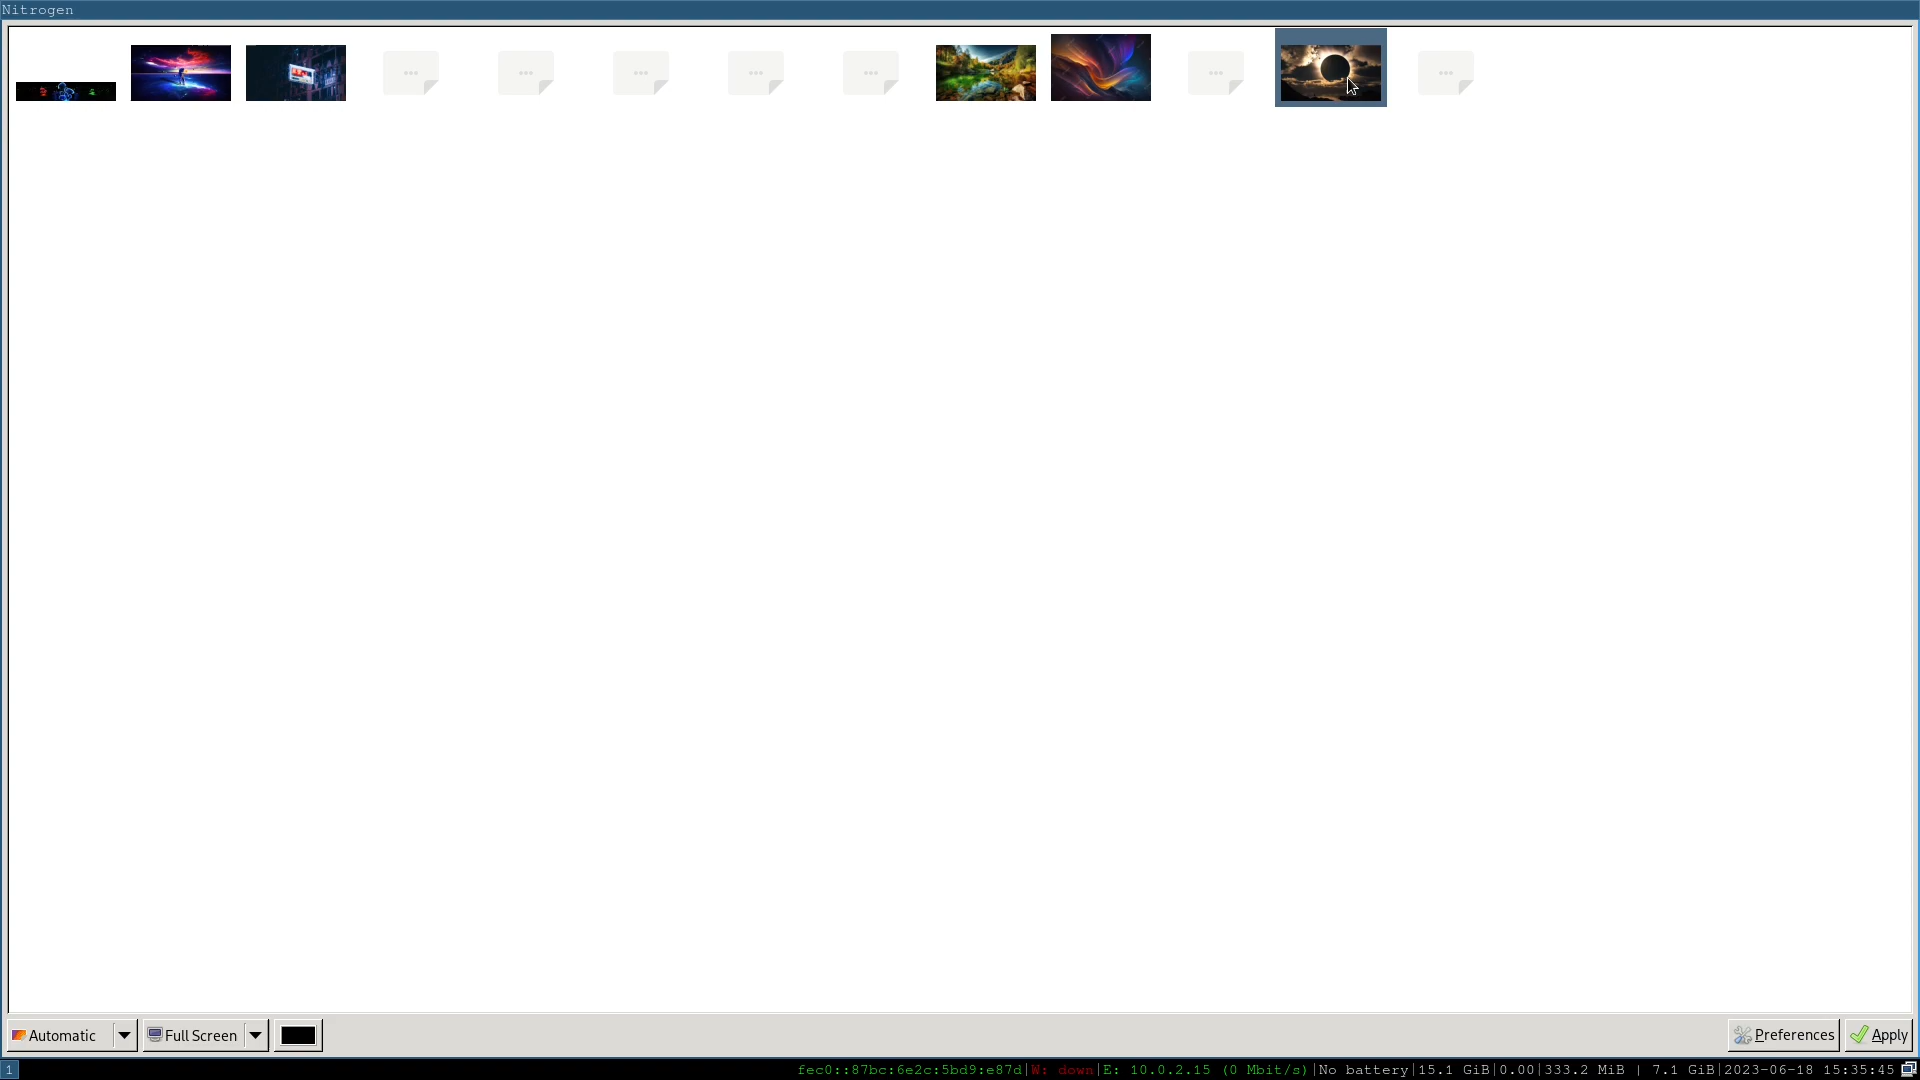 Nitrogen
Automatic
Full Screen
Preferences
Apply
1
fec0::87bc:6e2c:5bd9:e87d|W: down|E: 10.0.2.15 (0 Mbit/s)|No battery|15.1 GiB|0.00|333.2 MiB | 7.1 GiB|2023-06-18 15:35:45